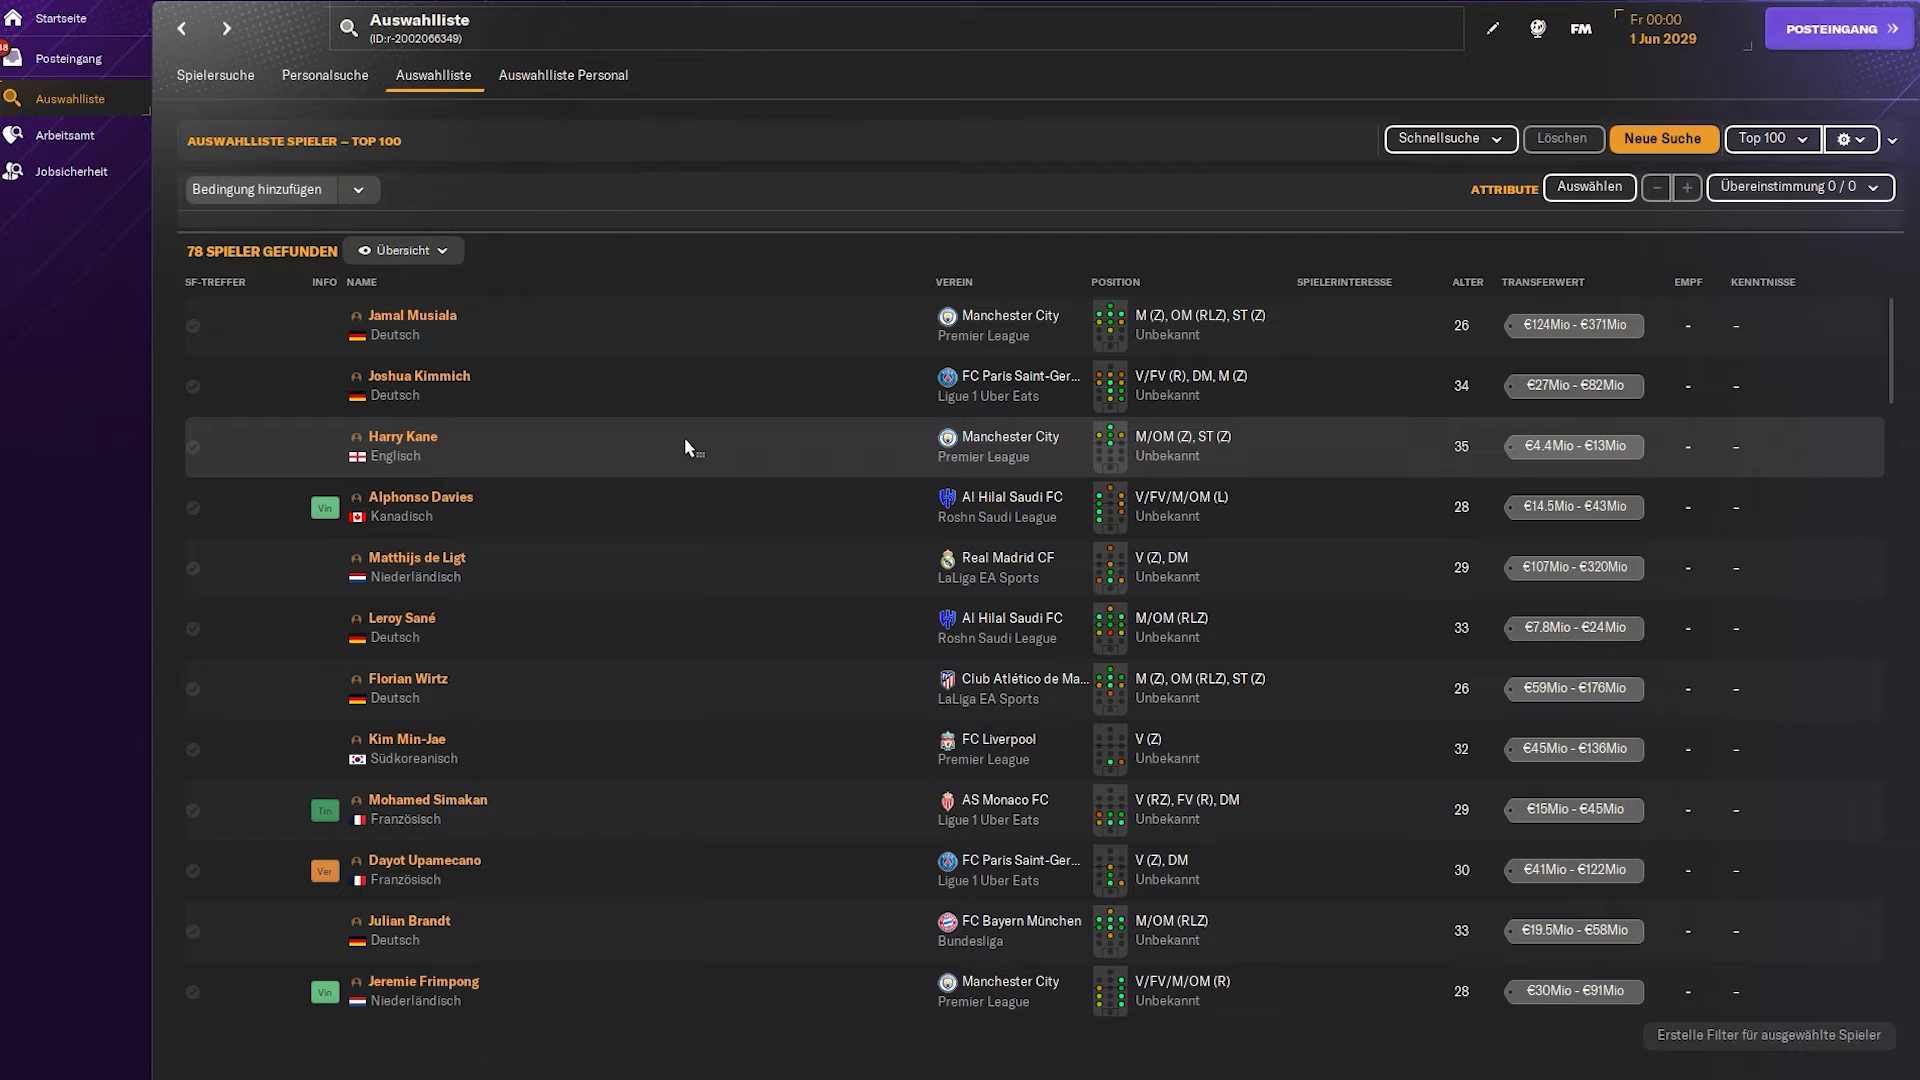 Startseite
48
Posteingang
Auswahlliste
Arbeitsamt
Jobsicherheit
Auswahlliste
(ID:r-2002066349)
FM
Fr 00:00
1 Jun 2029
POSTEINGANG
Spielersuche Personalsuche Auswahlliste Auswahlliste Personal
AUSWAHLLISTE SPIELER – TOP 100
Schnellsuche Löschen Neue Suche Top 100
Bedingung hinzufügen
ATTRIBUTE Auswählen − + Übereinstimmung 0 / 0
78 SPIELER GEFUNDEN Übersicht
SF-TREFFER INFO NAME VEREIN POSITION SPIELERINTERESSE ALTER TRANSFERWERT EMPF KENNTNISSE
Jamal Musiala Manchester City M (Z), OM (RLZ), ST (Z) 26 €124Mio - €371Mio - -
Deutsch Premier League Unbekannt
Joshua Kimmich FC Paris Saint-Ger... V/FV (R), DM, M (Z) 34 €27Mio - €82Mio - -
Deutsch Ligue 1 Uber Eats Unbekannt
Harry Kane Manchester City M/OM (Z), ST (Z) 35 €4.4Mio - €13Mio - -
Englisch Premier League Unbekannt
Vin Alphonso Davies Al Hilal Saudi FC V/FV/M/OM (L) 28 €14.5Mio - €43Mio - -
Kanadisch Roshn Saudi League Unbekannt
Matthijs de Ligt Real Madrid CF V (Z), DM 29 €107Mio - €320Mio - -
Niederländisch LaLiga EA Sports Unbekannt
Leroy Sané Al Hilal Saudi FC M/OM (RLZ) 33 €7.8Mio - €24Mio - -
Deutsch Roshn Saudi League Unbekannt
Florian Wirtz Club Atlético de Ma... M (Z), OM (RLZ), ST (Z) 26 €59Mio - €176Mio - -
Deutsch LaLiga EA Sports Unbekannt
Kim Min-Jae FC Liverpool V (Z) 32 €45Mio - €136Mio - -
Südkoreanisch Premier League Unbekannt
Trn Mohamed Simakan AS Monaco FC V (RZ), FV (R), DM 29 €15Mio - €45Mio - -
Französisch Ligue 1 Uber Eats Unbekannt
Ver Dayot Upamecano FC Paris Saint-Ger... V (Z), DM 30 €41Mio - €122Mio - -
Französisch Ligue 1 Uber Eats Unbekannt
Julian Brandt FC Bayern München M/OM (RLZ) 33 €19.5Mio - €58Mio - -
Deutsch Bundesliga Unbekannt
Vin Jeremie Frimpong Manchester City V/FV/M/OM (R) 28 €30Mio - €91Mio - -
Niederländisch Premier League Unbekannt
Erstelle Filter für ausgewählte Spieler